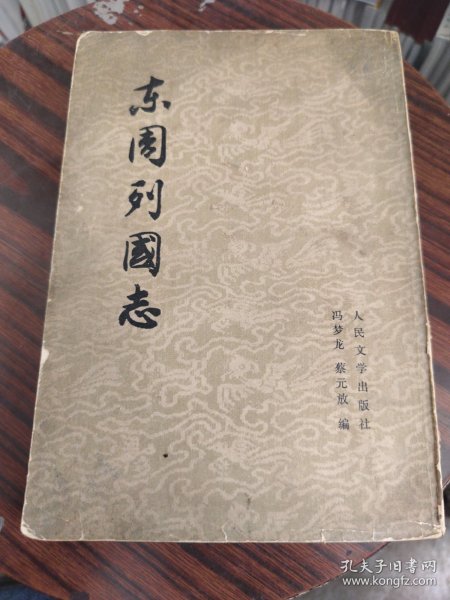 东周列國志
人民文学出版社
冯梦龙 蔡元放 编
孔夫子旧书网
www.kongfz.com